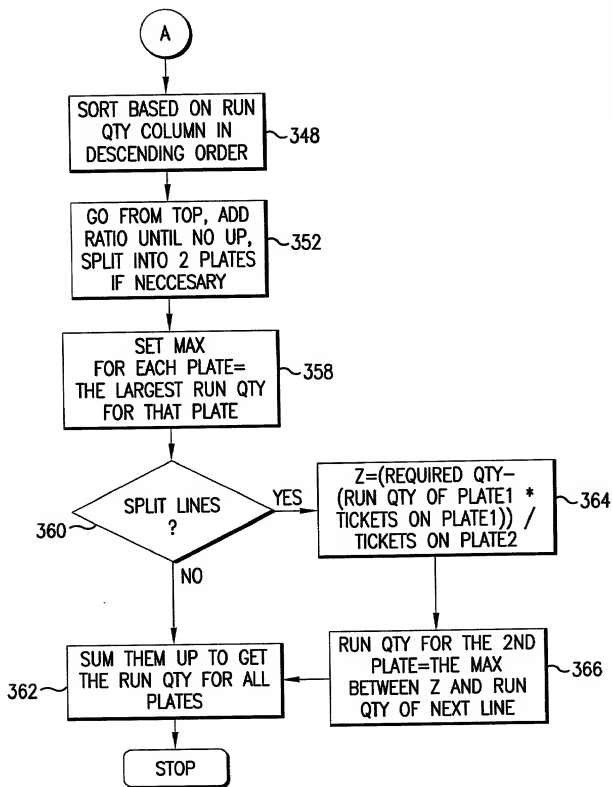 A
SORT BASED ON RUN
QTY COLUMN IN
DESCENDING ORDER
348
GO FROM TOP, ADD
RATIO UNTIL NO UP,
SPLIT INTO 2 PLATES
IF NECCESARY
352
SET MAX
FOR EACH PLATE=
THE LARGEST RUN QTY
FOR THAT PLATE
358
SPLIT LINES
?
360
YES
NO
Z=(REQUIRED QTY-
(RUN QTY OF PLATE1 *
TICKETS ON PLATE1)) /
TICKETS ON PLATE2
364
RUN QTY FOR THE 2ND
PLATE=THE MAX
BETWEEN Z AND RUN
QTY OF NEXT LINE
366
SUM THEM UP TO GET
THE RUN QTY FOR ALL
PLATES
362
STOP